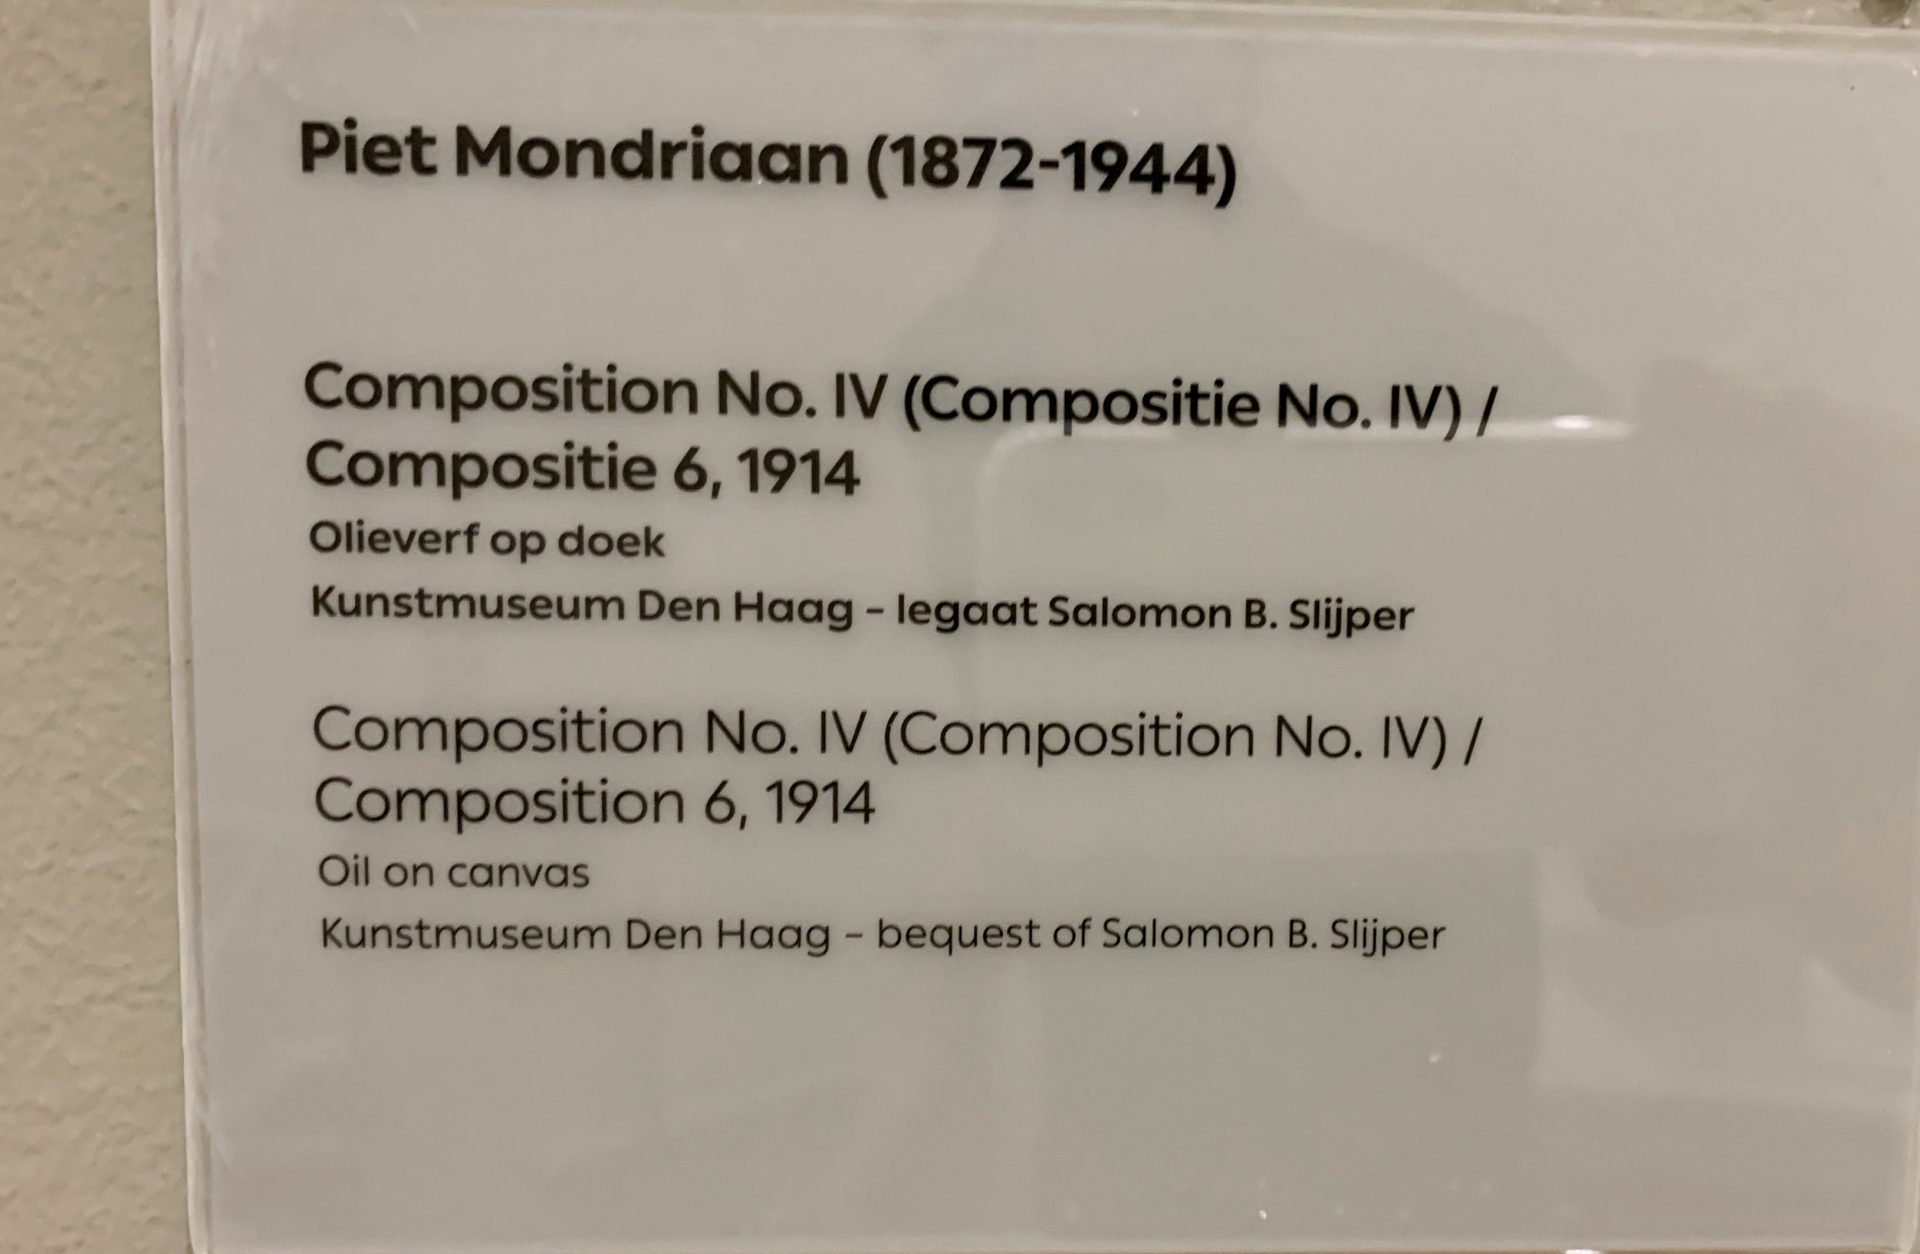 Piet Mondriaan (1872-1944)
Composition No. IV (Compositie No. IV) /
Compositie 6, 1914
Olieverf op doek
Kunstmuseum Den Haag – legaat Salomon B. Slijper
Composition No. IV (Composition No. IV) /
Composition 6, 1914
Oil on canvas
Kunstmuseum Den Haag – bequest of Salomon B. Slijper